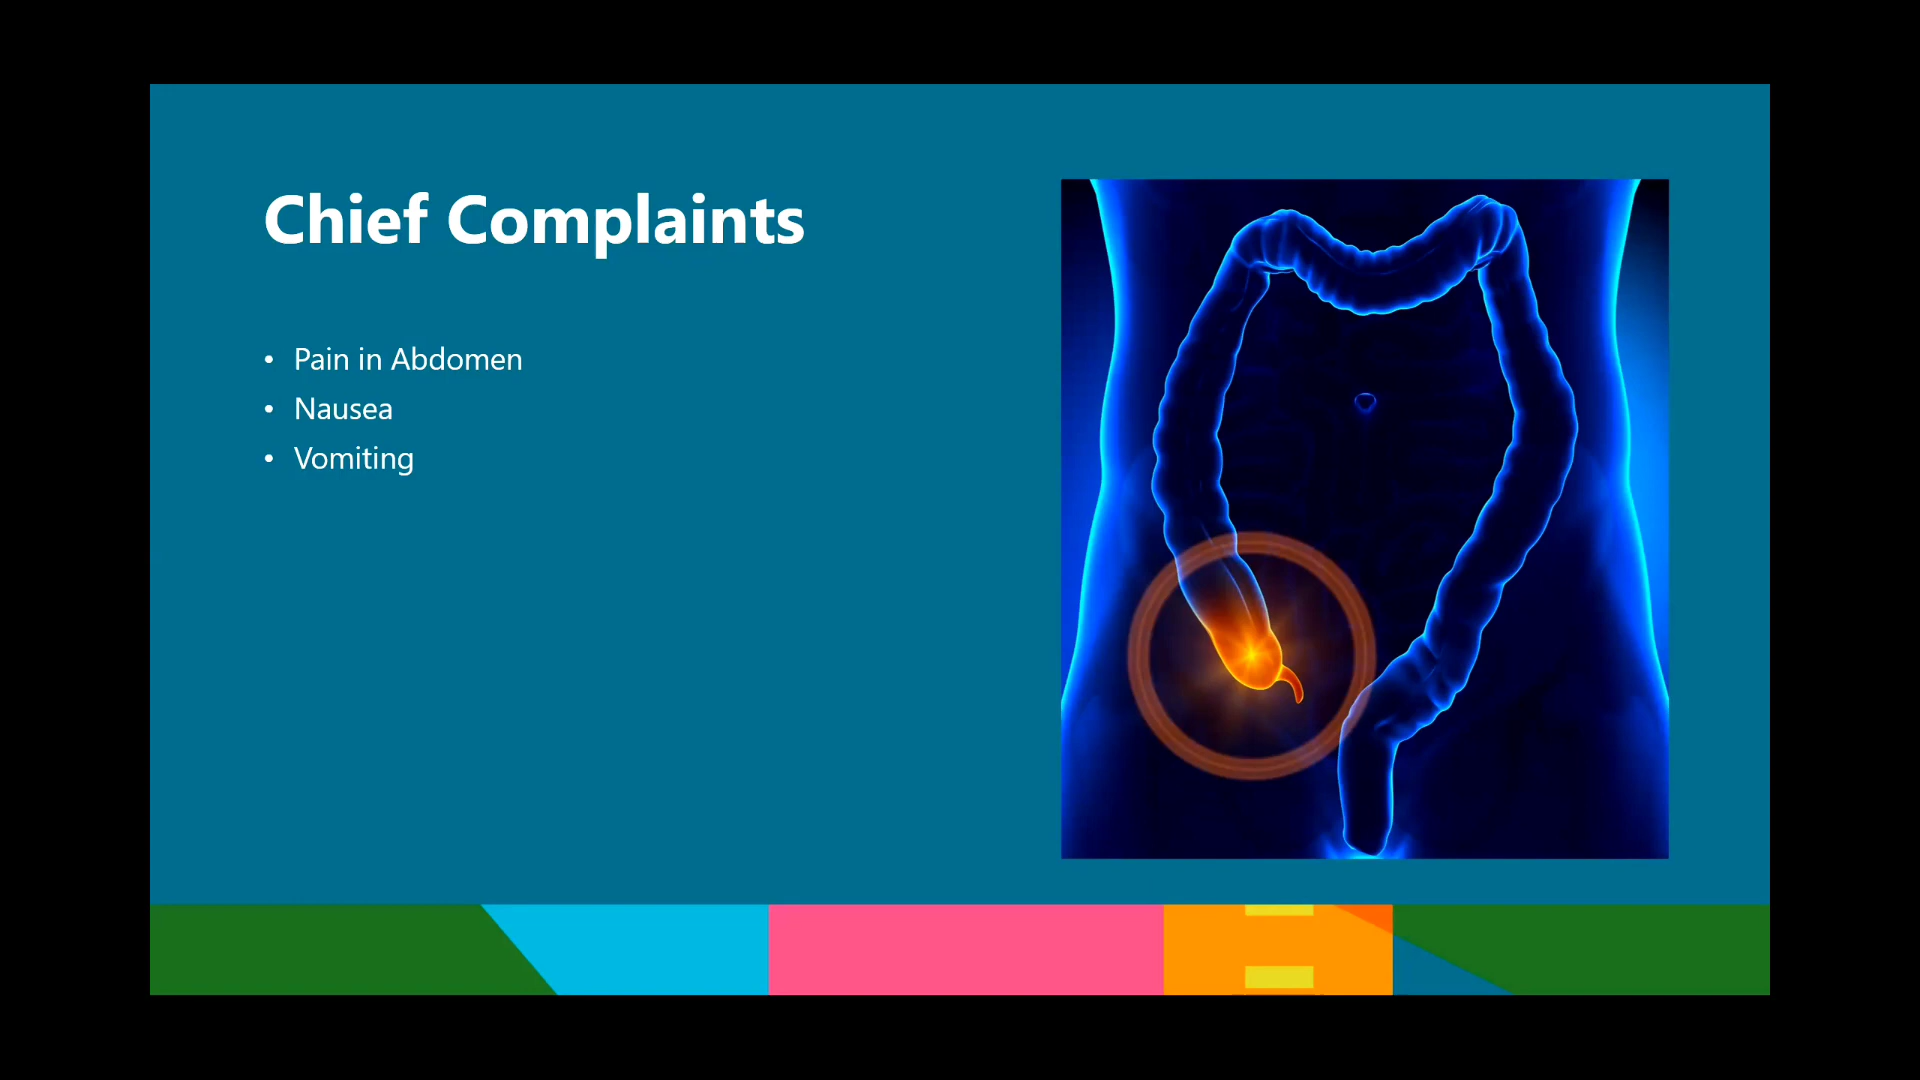 Chief Complaints
• Pain in Abdomen
• Nausea
• Vomiting